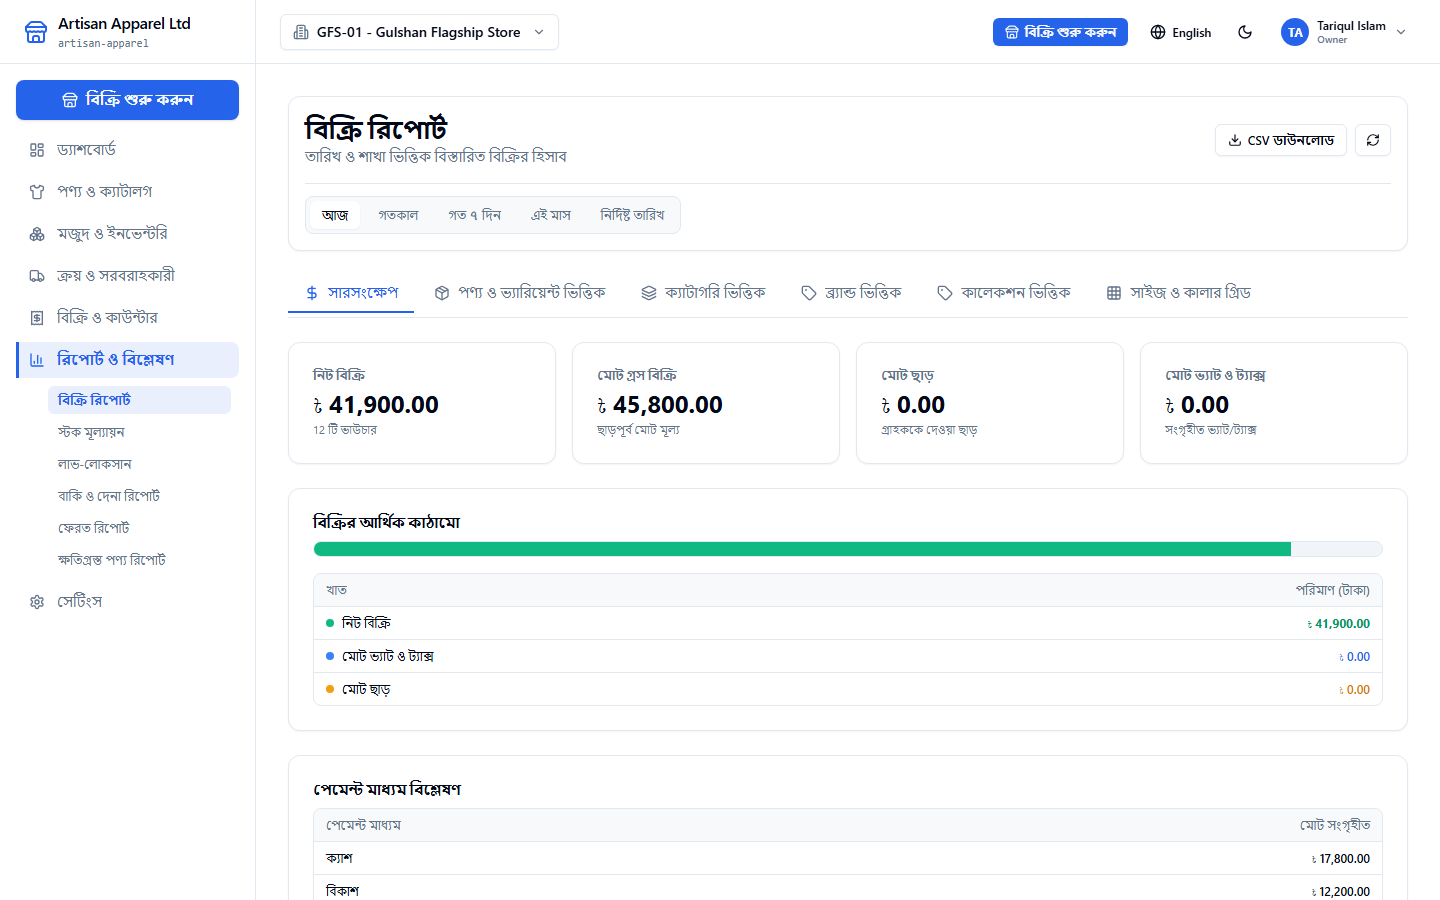 Artisan Apparel Ltd
artisan-apparel
GFS-01 - Gulshan Flagship Store
বিক্রি শুরু করুন
English
TA
Tariqul Islam
Owner
বিক্রি শুরু করুন
ড্যাশবোর্ড
পণ্য ও ক্যাটালগ
মজুদ ও ইনভেন্টরি
ক্রয় ও সরবরাহকারী
বিক্রি ও কাউন্টার
রিপোর্ট ও বিশ্লেষণ
বিক্রি রিপোর্ট
স্টক মূল্যায়ন
লাভ-লোকসান
বাকি ও দেনা রিপোর্ট
ফেরত রিপোর্ট
ক্ষতিগ্রস্ত পণ্য রিপোর্ট
সেটিংস
বিক্রি রিপোর্ট
তারিখ ও শাখা ভিত্তিক বিস্তারিত বিক্রির হিসাব
CSV ডাউনলোড
আজ গতকাল গত ৭ দিন এই মাস নির্দিষ্ট তারিখ
সারসংক্ষেপ পণ্য ও ভ্যারিয়েন্ট ভিত্তিক ক্যাটাগরি ভিত্তিক ব্র্যান্ড ভিত্তিক কালেকশন ভিত্তিক সাইজ ও কালার গ্রিড
নিট বিক্রি
৳ 41,900.00
12 টি ভাউচার
মোট গ্রস বিক্রি
৳ 45,800.00
ছাড়পূর্ব মোট মূল্য
মোট ছাড়
৳ 0.00
গ্রাহককে দেওয়া ছাড়
মোট ভ্যাট ও ট্যাক্স
৳ 0.00
সংগৃহীত ভ্যাট/ট্যাক্স
বিক্রির আর্থিক কাঠামো
খাত পরিমাণ (টাকা)
নিট বিক্রি ৳ 41,900.00
মোট ভ্যাট ও ট্যাক্স ৳ 0.00
মোট ছাড় ৳ 0.00
পেমেন্ট মাধ্যম বিশ্লেষণ
পেমেন্ট মাধ্যম মোট সংগৃহীত
ক্যাশ ৳ 17,800.00
বিকাশ ৳ 12,200.00